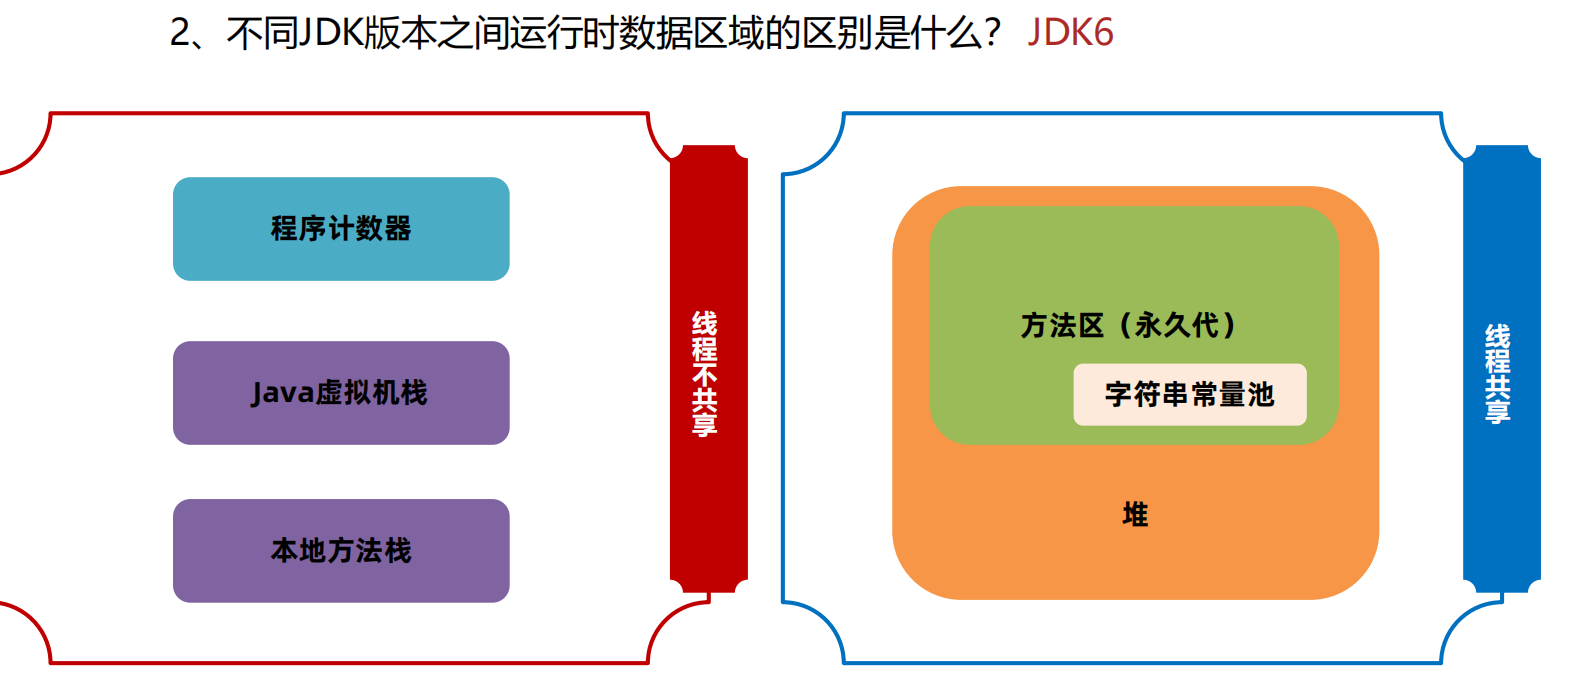 2、不同JDK版本之间运行时数据区域的区别是什么？ JDK6
程序计数器
Java虚拟机栈
本地方法栈
线程不共享
方法区（永久代）
字符串常量池
堆
线程共享